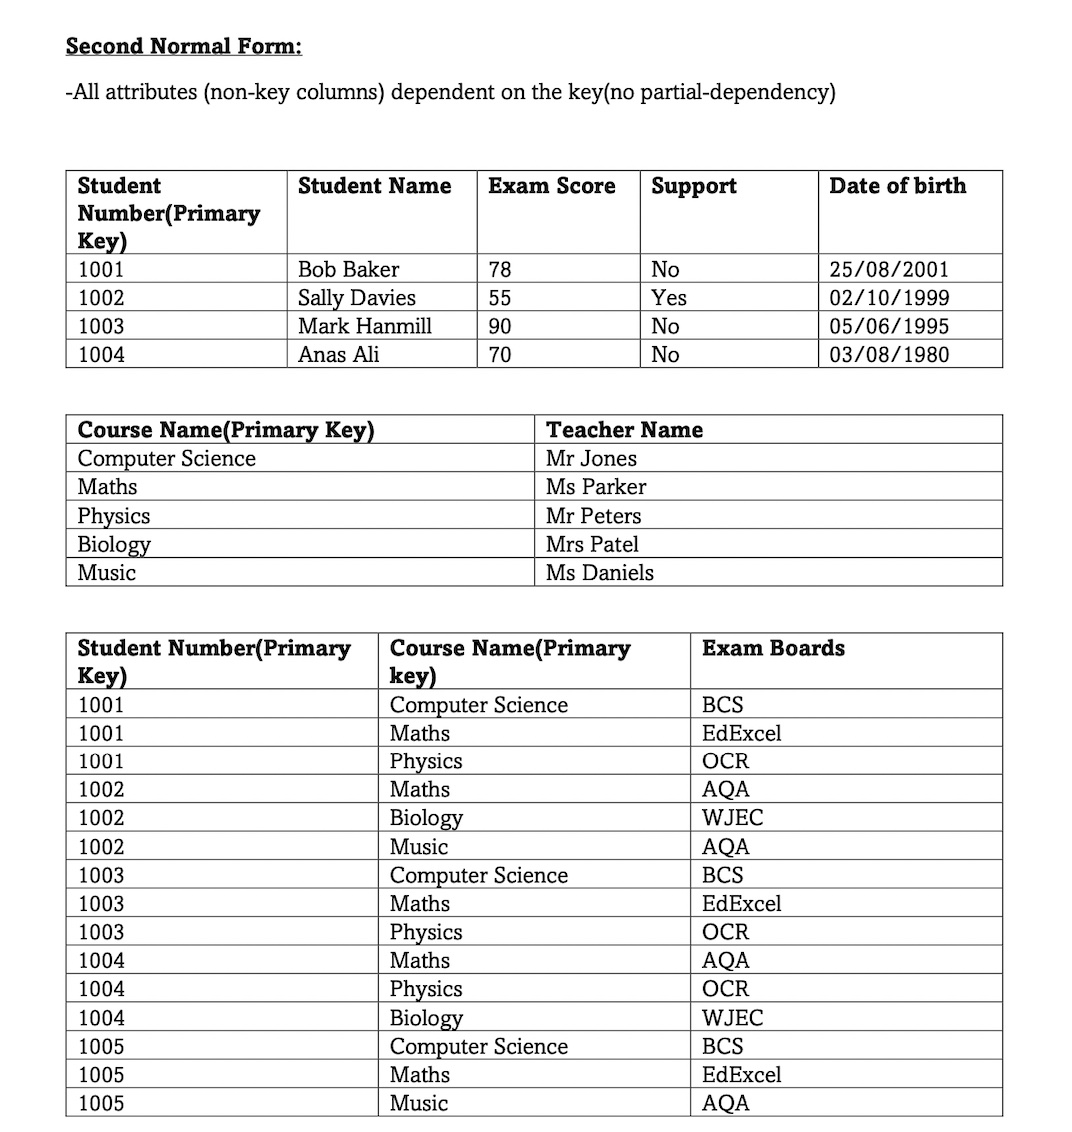 Second Normal Form:
-All attributes (non-key columns) dependent on the key(no partial-dependency)
Student Number(Primary Key) Student Name Exam Score Support Date of birth
1001 Bob Baker 78 No 25/08/2001
1002 Sally Davies 55 Yes 02/10/1999
1003 Mark Hanmill 90 No 05/06/1995
1004 Anas Ali 70 No 03/08/1980
Course Name(Primary Key) Teacher Name
Computer Science Mr Jones
Maths Ms Parker
Physics Mr Peters
Biology Mrs Patel
Music Ms Daniels
Student Number(Primary Key) Course Name(Primary key) Exam Boards
1001 Computer Science BCS
1001 Maths EdExcel
1001 Physics OCR
1002 Maths AQA
1002 Biology WJEC
1002 Music AQA
1003 Computer Science BCS
1003 Maths EdExcel
1003 Physics OCR
1004 Maths AQA
1004 Physics OCR
1004 Biology WJEC
1005 Computer Science BCS
1005 Maths EdExcel
1005 Music AQA